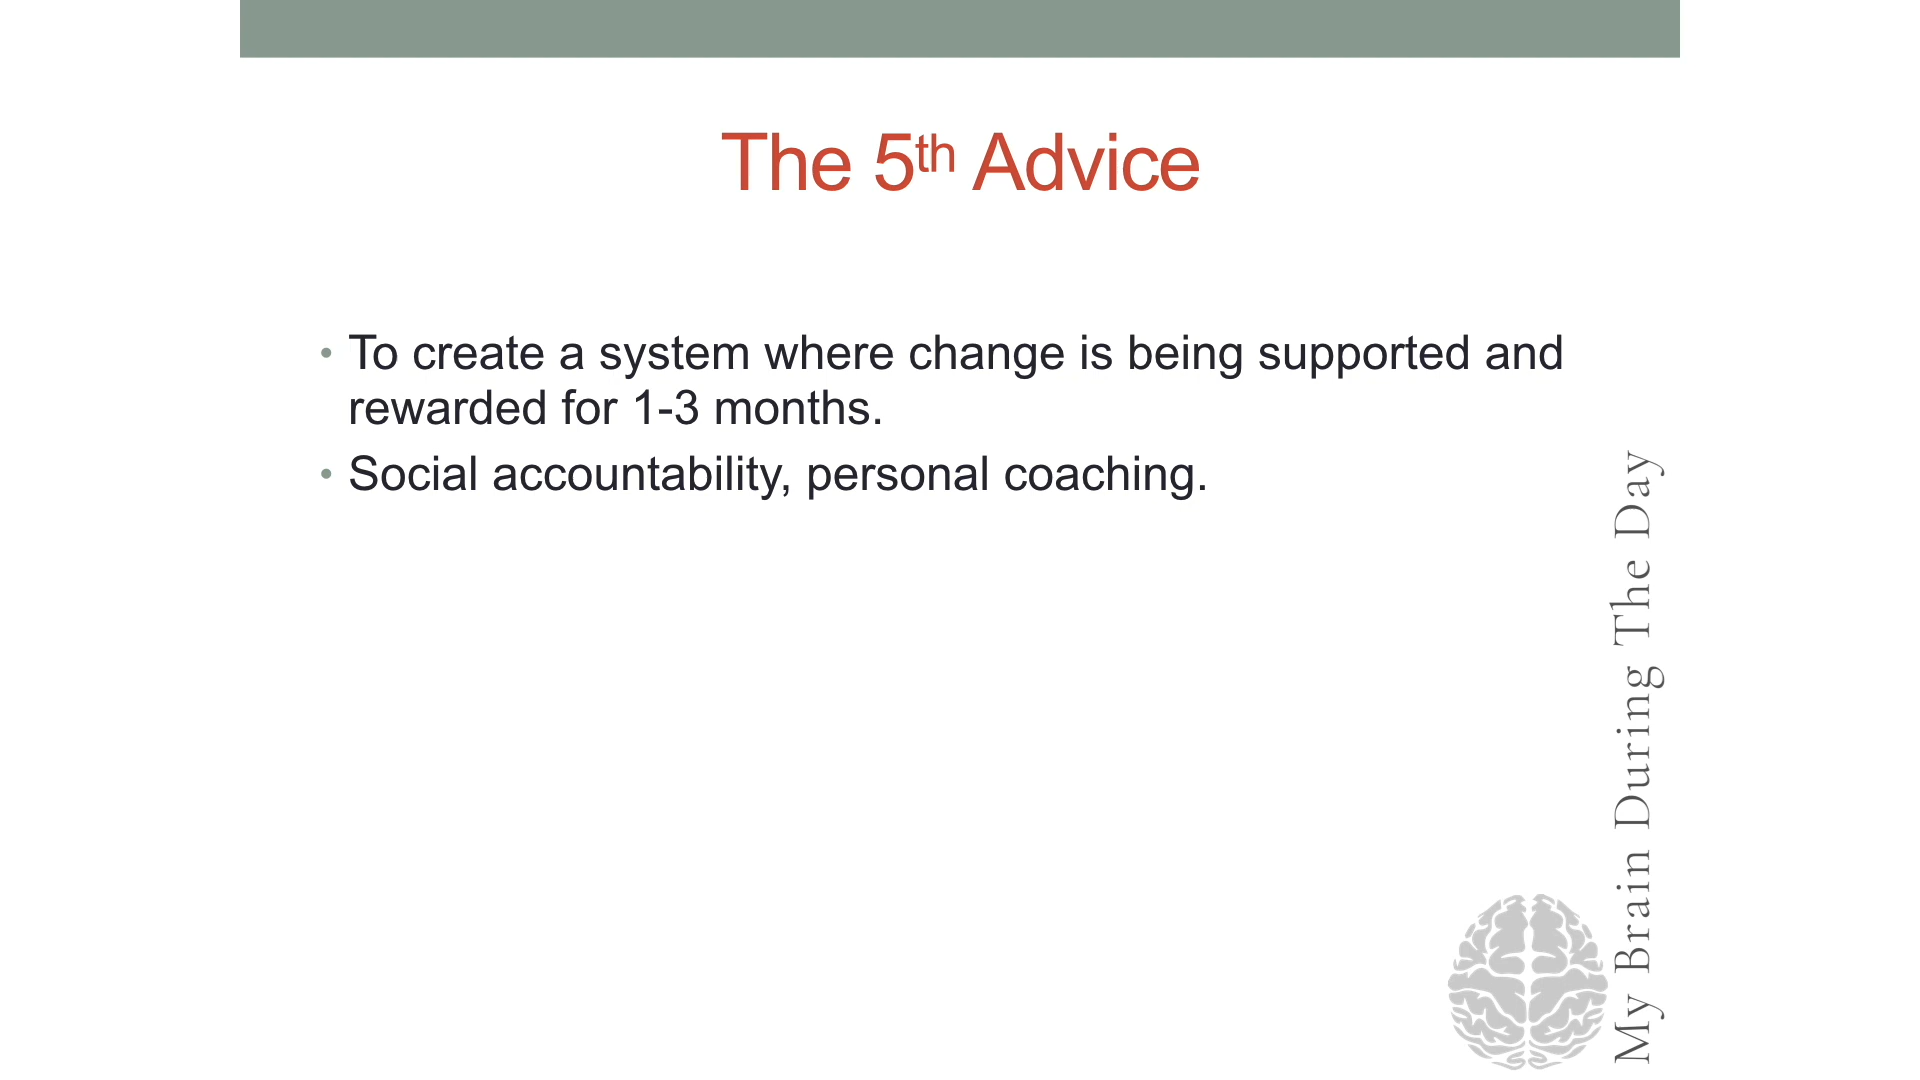 The 5th Advice
• To create a system where change is being supported and
rewarded for 1-3 months.
• Social accountability, personal coaching.
My Brain During The Day